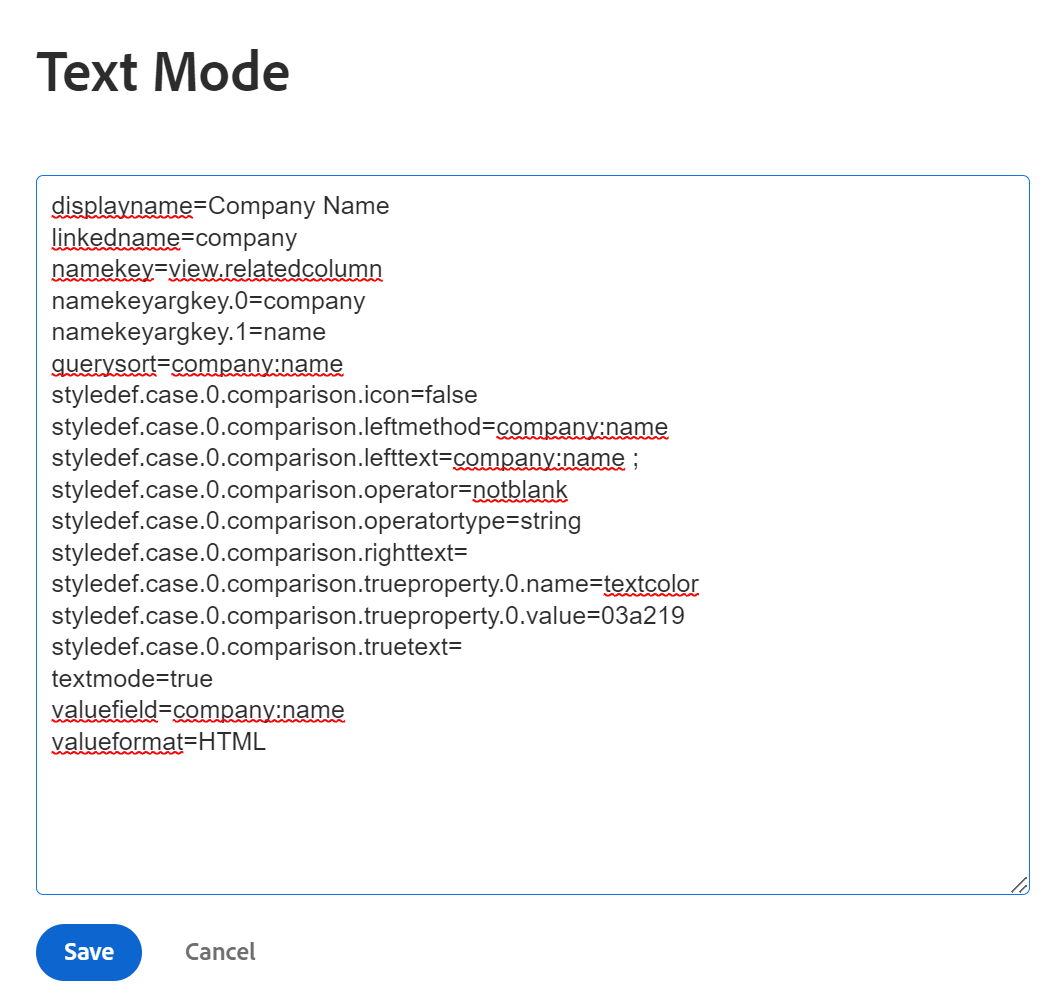 Text Mode
displayname=Company Name
linkedname=company
namekey=view.relatedcolumn
namekeyargkey.0=company
namekeyargkey.1=name
querysort=company:name
styledef.case.0.comparison.icon=false
styledef.case.0.comparison.leftmethod=company:name
styledef.case.0.comparison.lefttext=company:name ;
styledef.case.0.comparison.operator=notblank
styledef.case.0.comparison.operatortype=string
styledef.case.0.comparison.righttext=
styledef.case.0.comparison.trueproperty.0.name=textcolor
styledef.case.0.comparison.trueproperty.0.value=03a219
styledef.case.0.comparison.truetext=
textmode=true
valuefield=company:name
valueformat=HTML
Save Cancel